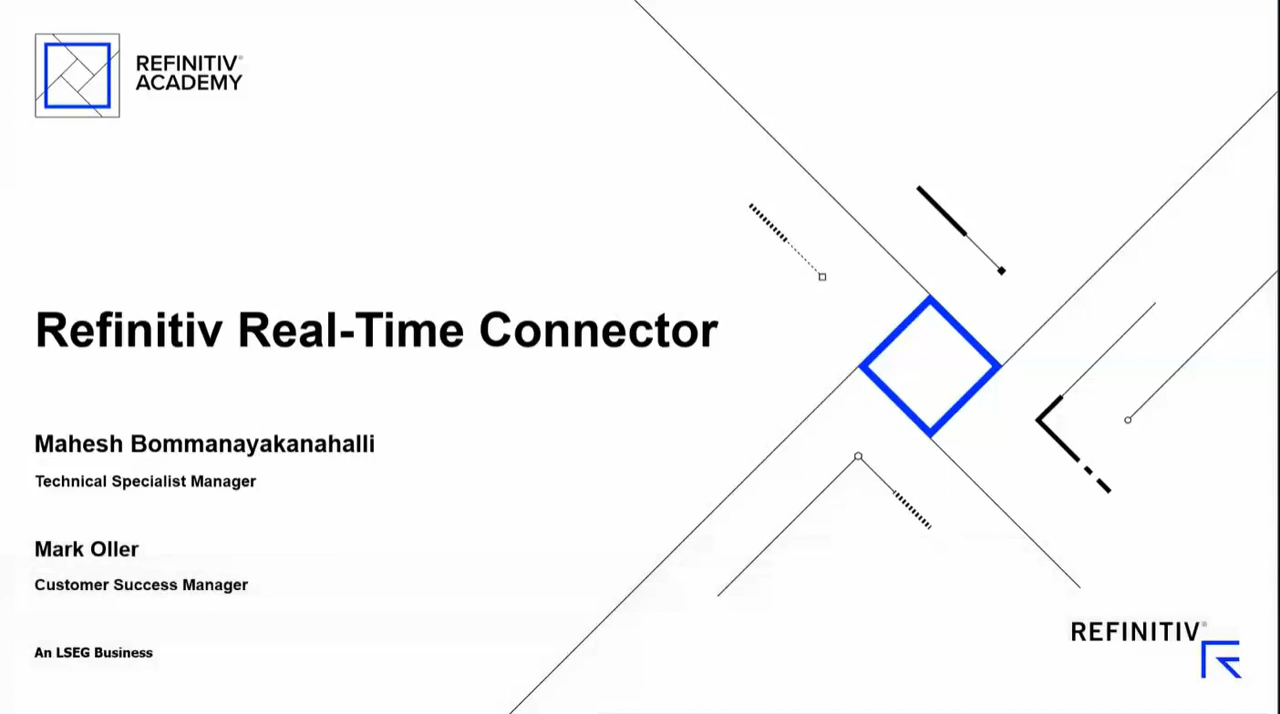 REFINITIV®
ACADEMY
Refinitiv Real-Time Connector
Mahesh Bommanayakanahalli
Technical Specialist Manager
Mark Oller
Customer Success Manager
An LSEG Business
REFINITIV®